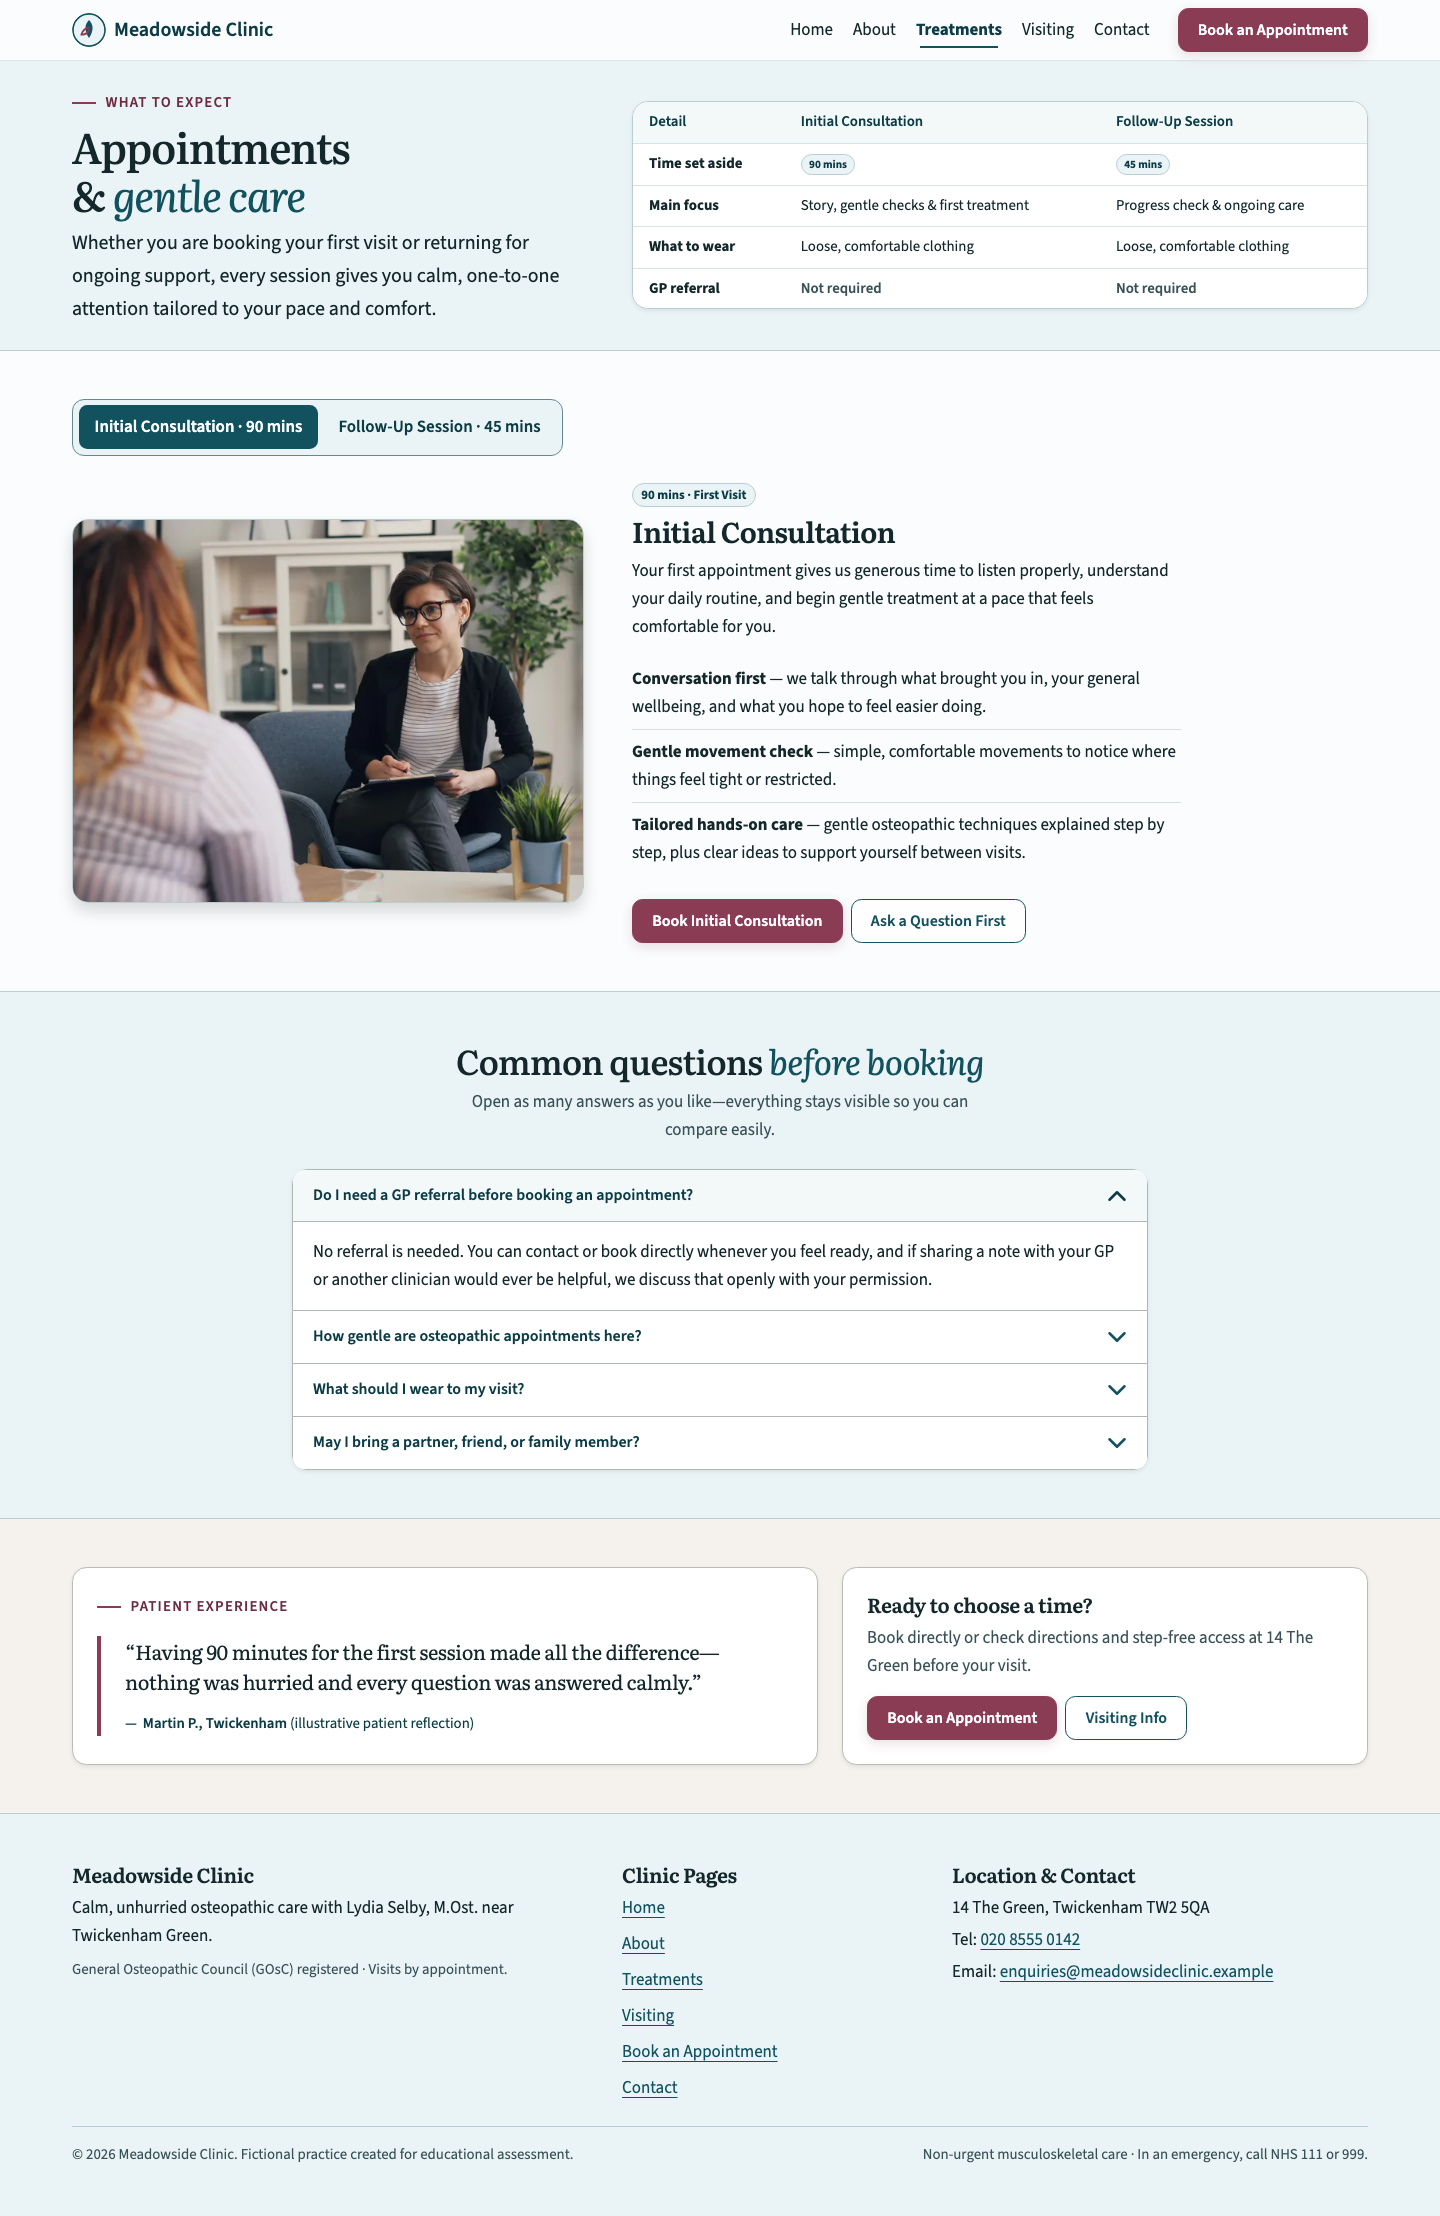 Meadowside Clinic
Home About Treatments Visiting Contact Book an Appointment
WHAT TO EXPECT
Appointments
& gentle care
Whether you are booking your first visit or returning for
ongoing support, every session gives you calm, one-to-one
attention tailored to your pace and comfort.
Detail Initial Consultation Follow-Up Session
Time set aside 90 mins 45 mins
Main focus Story, gentle checks & first treatment Progress check & ongoing care
What to wear Loose, comfortable clothing Loose, comfortable clothing
GP referral Not required Not required
Initial Consultation · 90 mins Follow-Up Session · 45 mins
90 mins · First Visit
Initial Consultation
Your first appointment gives us generous time to listen properly, understand
your daily routine, and begin gentle treatment at a pace that feels
comfortable for you.
Conversation first — we talk through what brought you in, your general
wellbeing, and what you hope to feel easier doing.
Gentle movement check — simple, comfortable movements to notice where
things feel tight or restricted.
Tailored hands-on care — gentle osteopathic techniques explained step by
step, plus clear ideas to support yourself between visits.
Book Initial Consultation Ask a Question First
Common questions before booking
Open as many answers as you like—everything stays visible so you can
compare easily.
Do I need a GP referral before booking an appointment?
No referral is needed. You can contact or book directly whenever you feel ready, and if sharing a note with your GP
or another clinician would ever be helpful, we discuss that openly with your permission.
How gentle are osteopathic appointments here?
What should I wear to my visit?
May I bring a partner, friend, or family member?
PATIENT EXPERIENCE
“Having 90 minutes for the first session made all the difference—
nothing was hurried and every question was answered calmly.”
— Martin P., Twickenham (illustrative patient reflection)
Ready to choose a time?
Book directly or check directions and step-free access at 14 The
Green before your visit.
Book an Appointment Visiting Info
Meadowside Clinic
Calm, unhurried osteopathic care with Lydia Selby, M.Ost. near
Twickenham Green.
General Osteopathic Council (GOsC) registered · Visits by appointment.
Clinic Pages
Home
About
Treatments
Visiting
Book an Appointment
Contact
Location & Contact
14 The Green, Twickenham TW2 5QA
Tel: 020 8555 0142
Email: enquiries@meadowsideclinic.example
© 2026 Meadowside Clinic. Fictional practice created for educational assessment.
Non-urgent musculoskeletal care · In an emergency, call NHS 111 or 999.